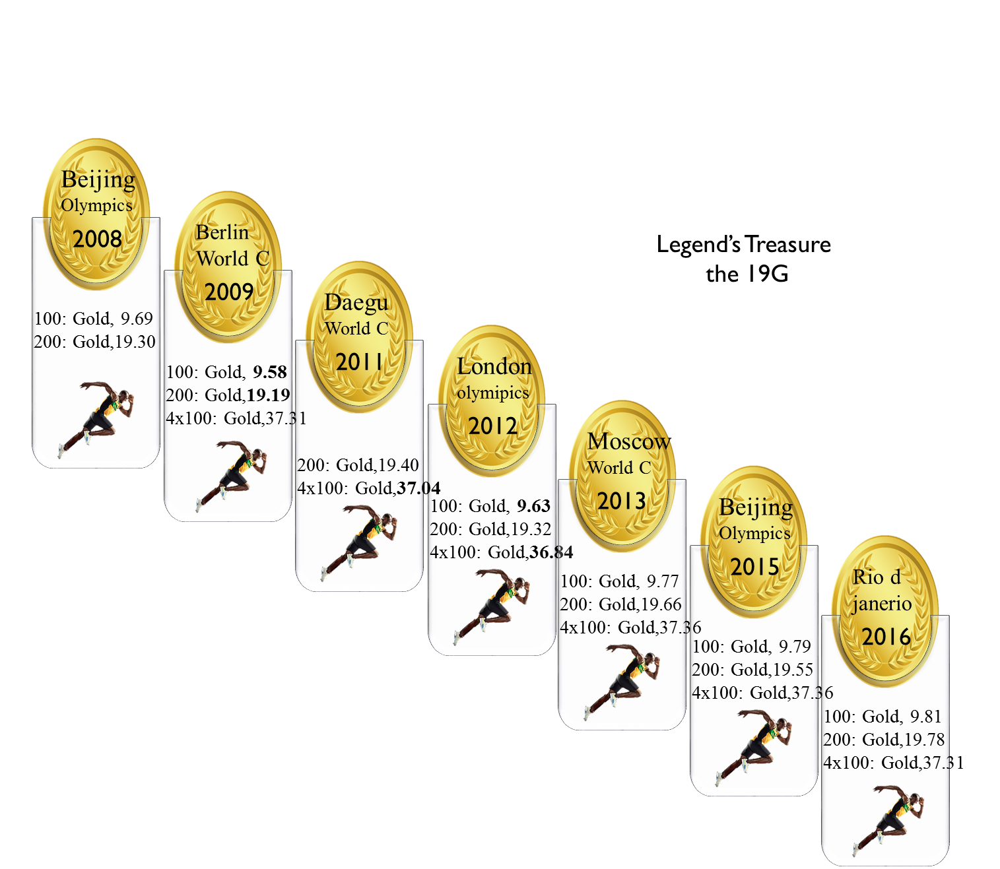 Beijing
Olympics
2008
100: Gold, 9.69
200: Gold,19.30
Berlin
World C
2009
100: Gold, 9.58
200: Gold,19.19
4x100: Gold,37.31
Daegu
World C
2011
200: Gold,19.40
4x100: Gold,37.04
London
olymipics
2012
100: Gold, 9.63
200: Gold,19.32
4x100: Gold,36.84
Legend’s Treasure
the 19G
Moscow
World C
2013
100: Gold, 9.77
200: Gold,19.66
4x100: Gold,37.36
Beijing
Olympics
2015
100: Gold, 9.79
200: Gold,19.55
4x100: Gold,37.36
Rio d
janerio
2016
100: Gold, 9.81
200: Gold,19.78
4x100: Gold,37.31